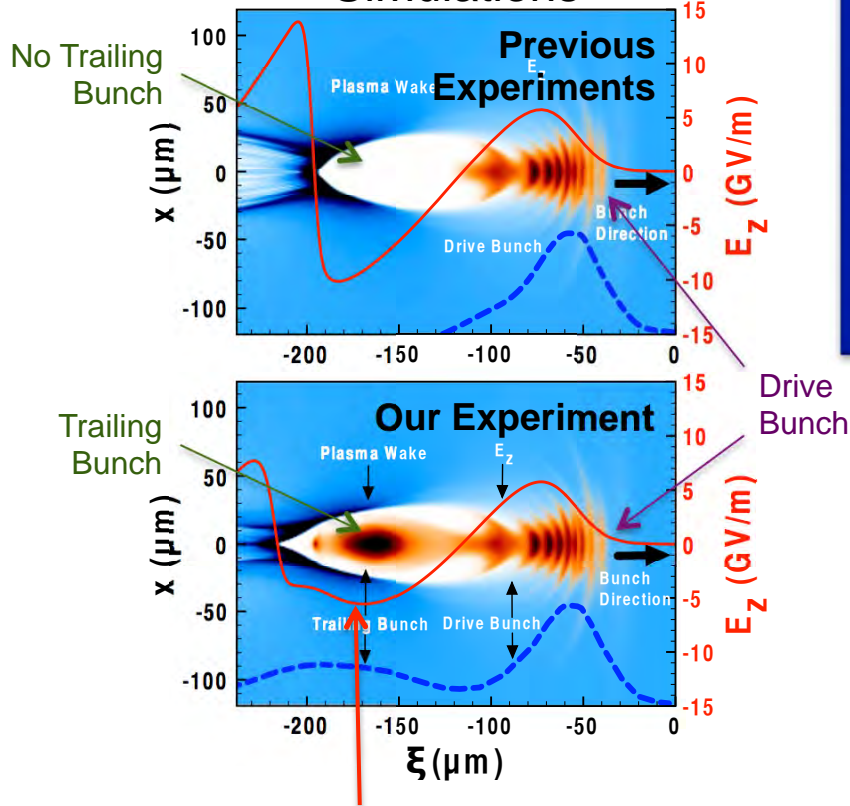 Simulations
No Trailing
Bunch
Previous
Experiments
Plasma Wake
E_z
Bunch
Direction
Drive Bunch
x (μm)
100
50
0
-50
-100
15
10
5
0
-5
-10
-15
E_z (GV/m)
-200
-150
-100
-50
0
Drive
Bunch
Trailing
Bunch
Our Experiment
Plasma Wake
E_z
Bunch
Direction
Trailing Bunch
Drive Bunch
x (μm)
100
50
0
-50
-100
15
10
5
0
-5
-10
-15
E_z (GV/m)
-200
-150
-100
-50
0
ξ (μm)